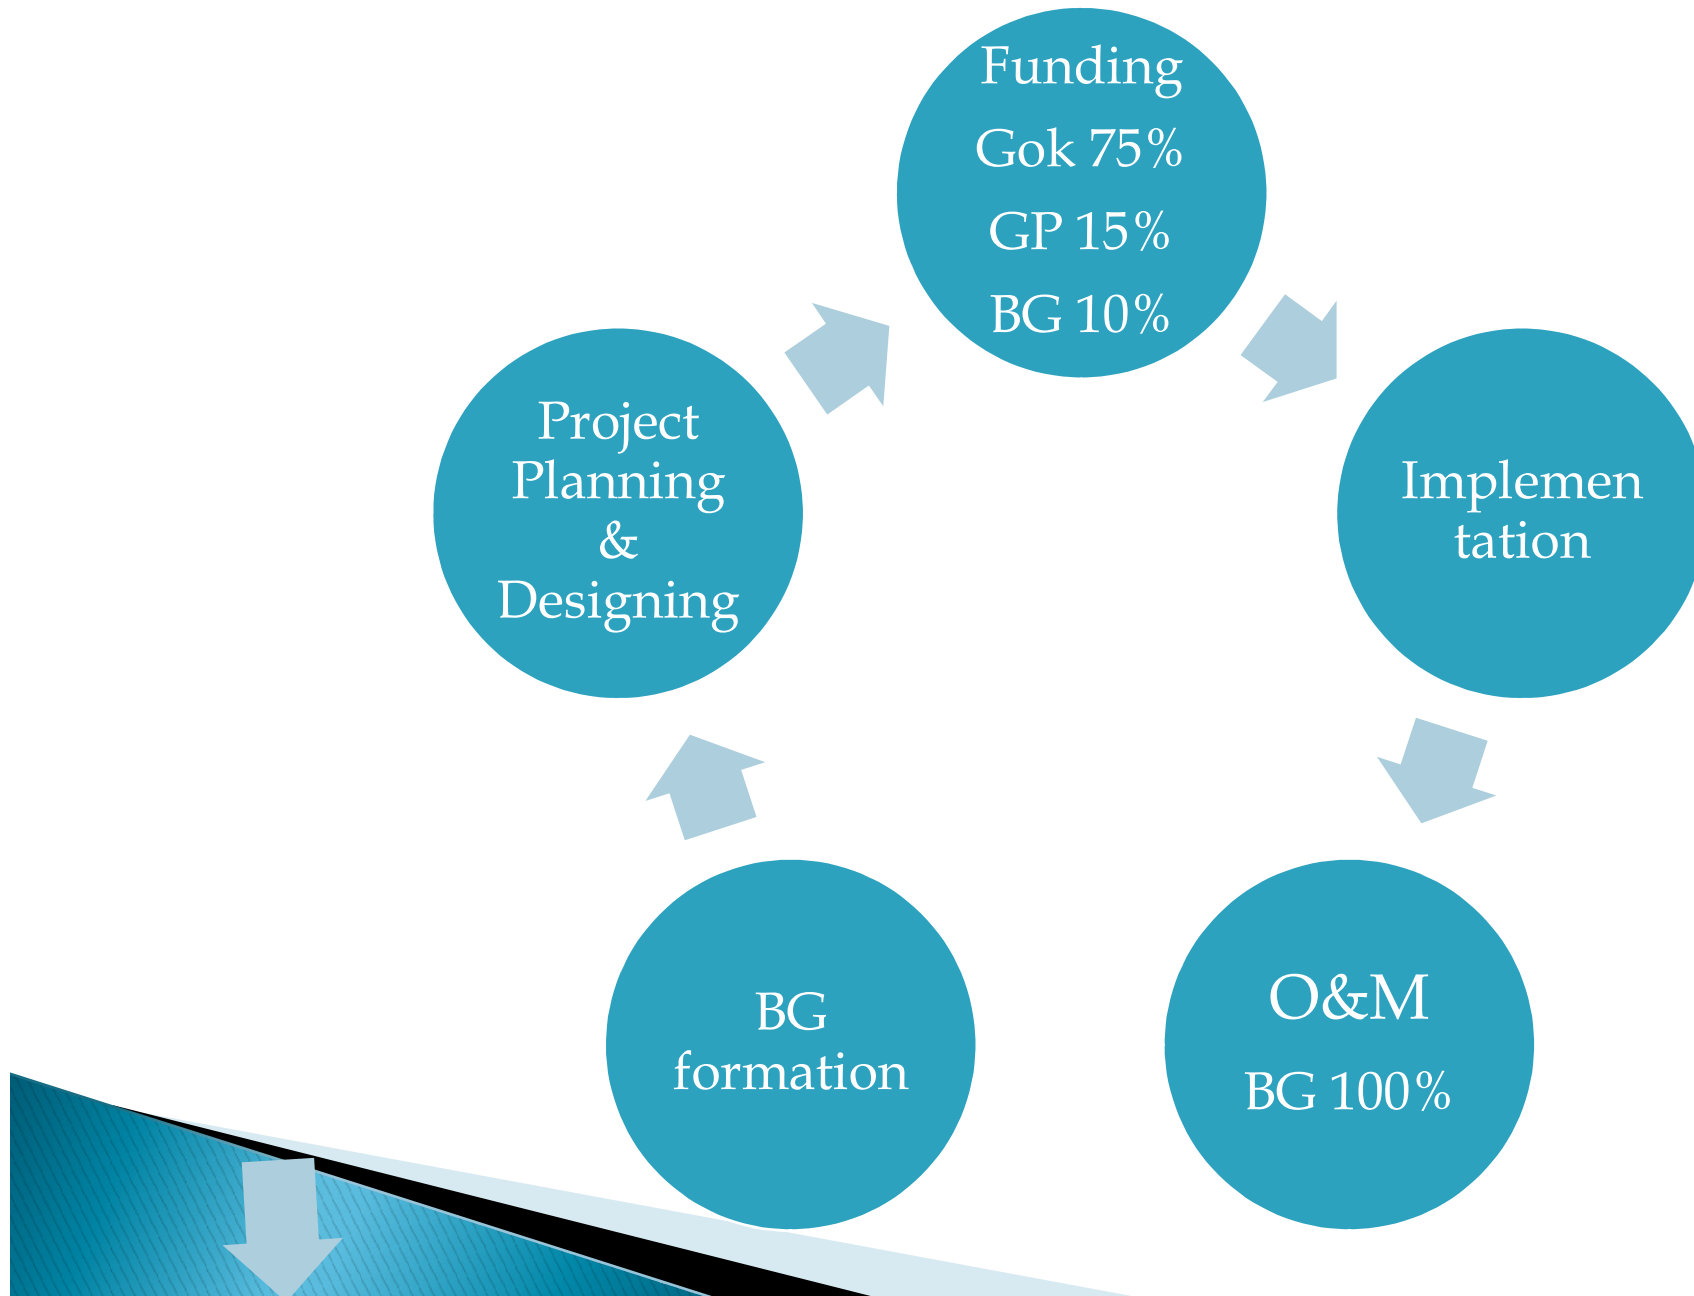 Funding
Gok 75%
GP 15%
BG 10%
Project
Planning
&
Designing
Implemen
tation
BG
formation
O&M
BG 100%